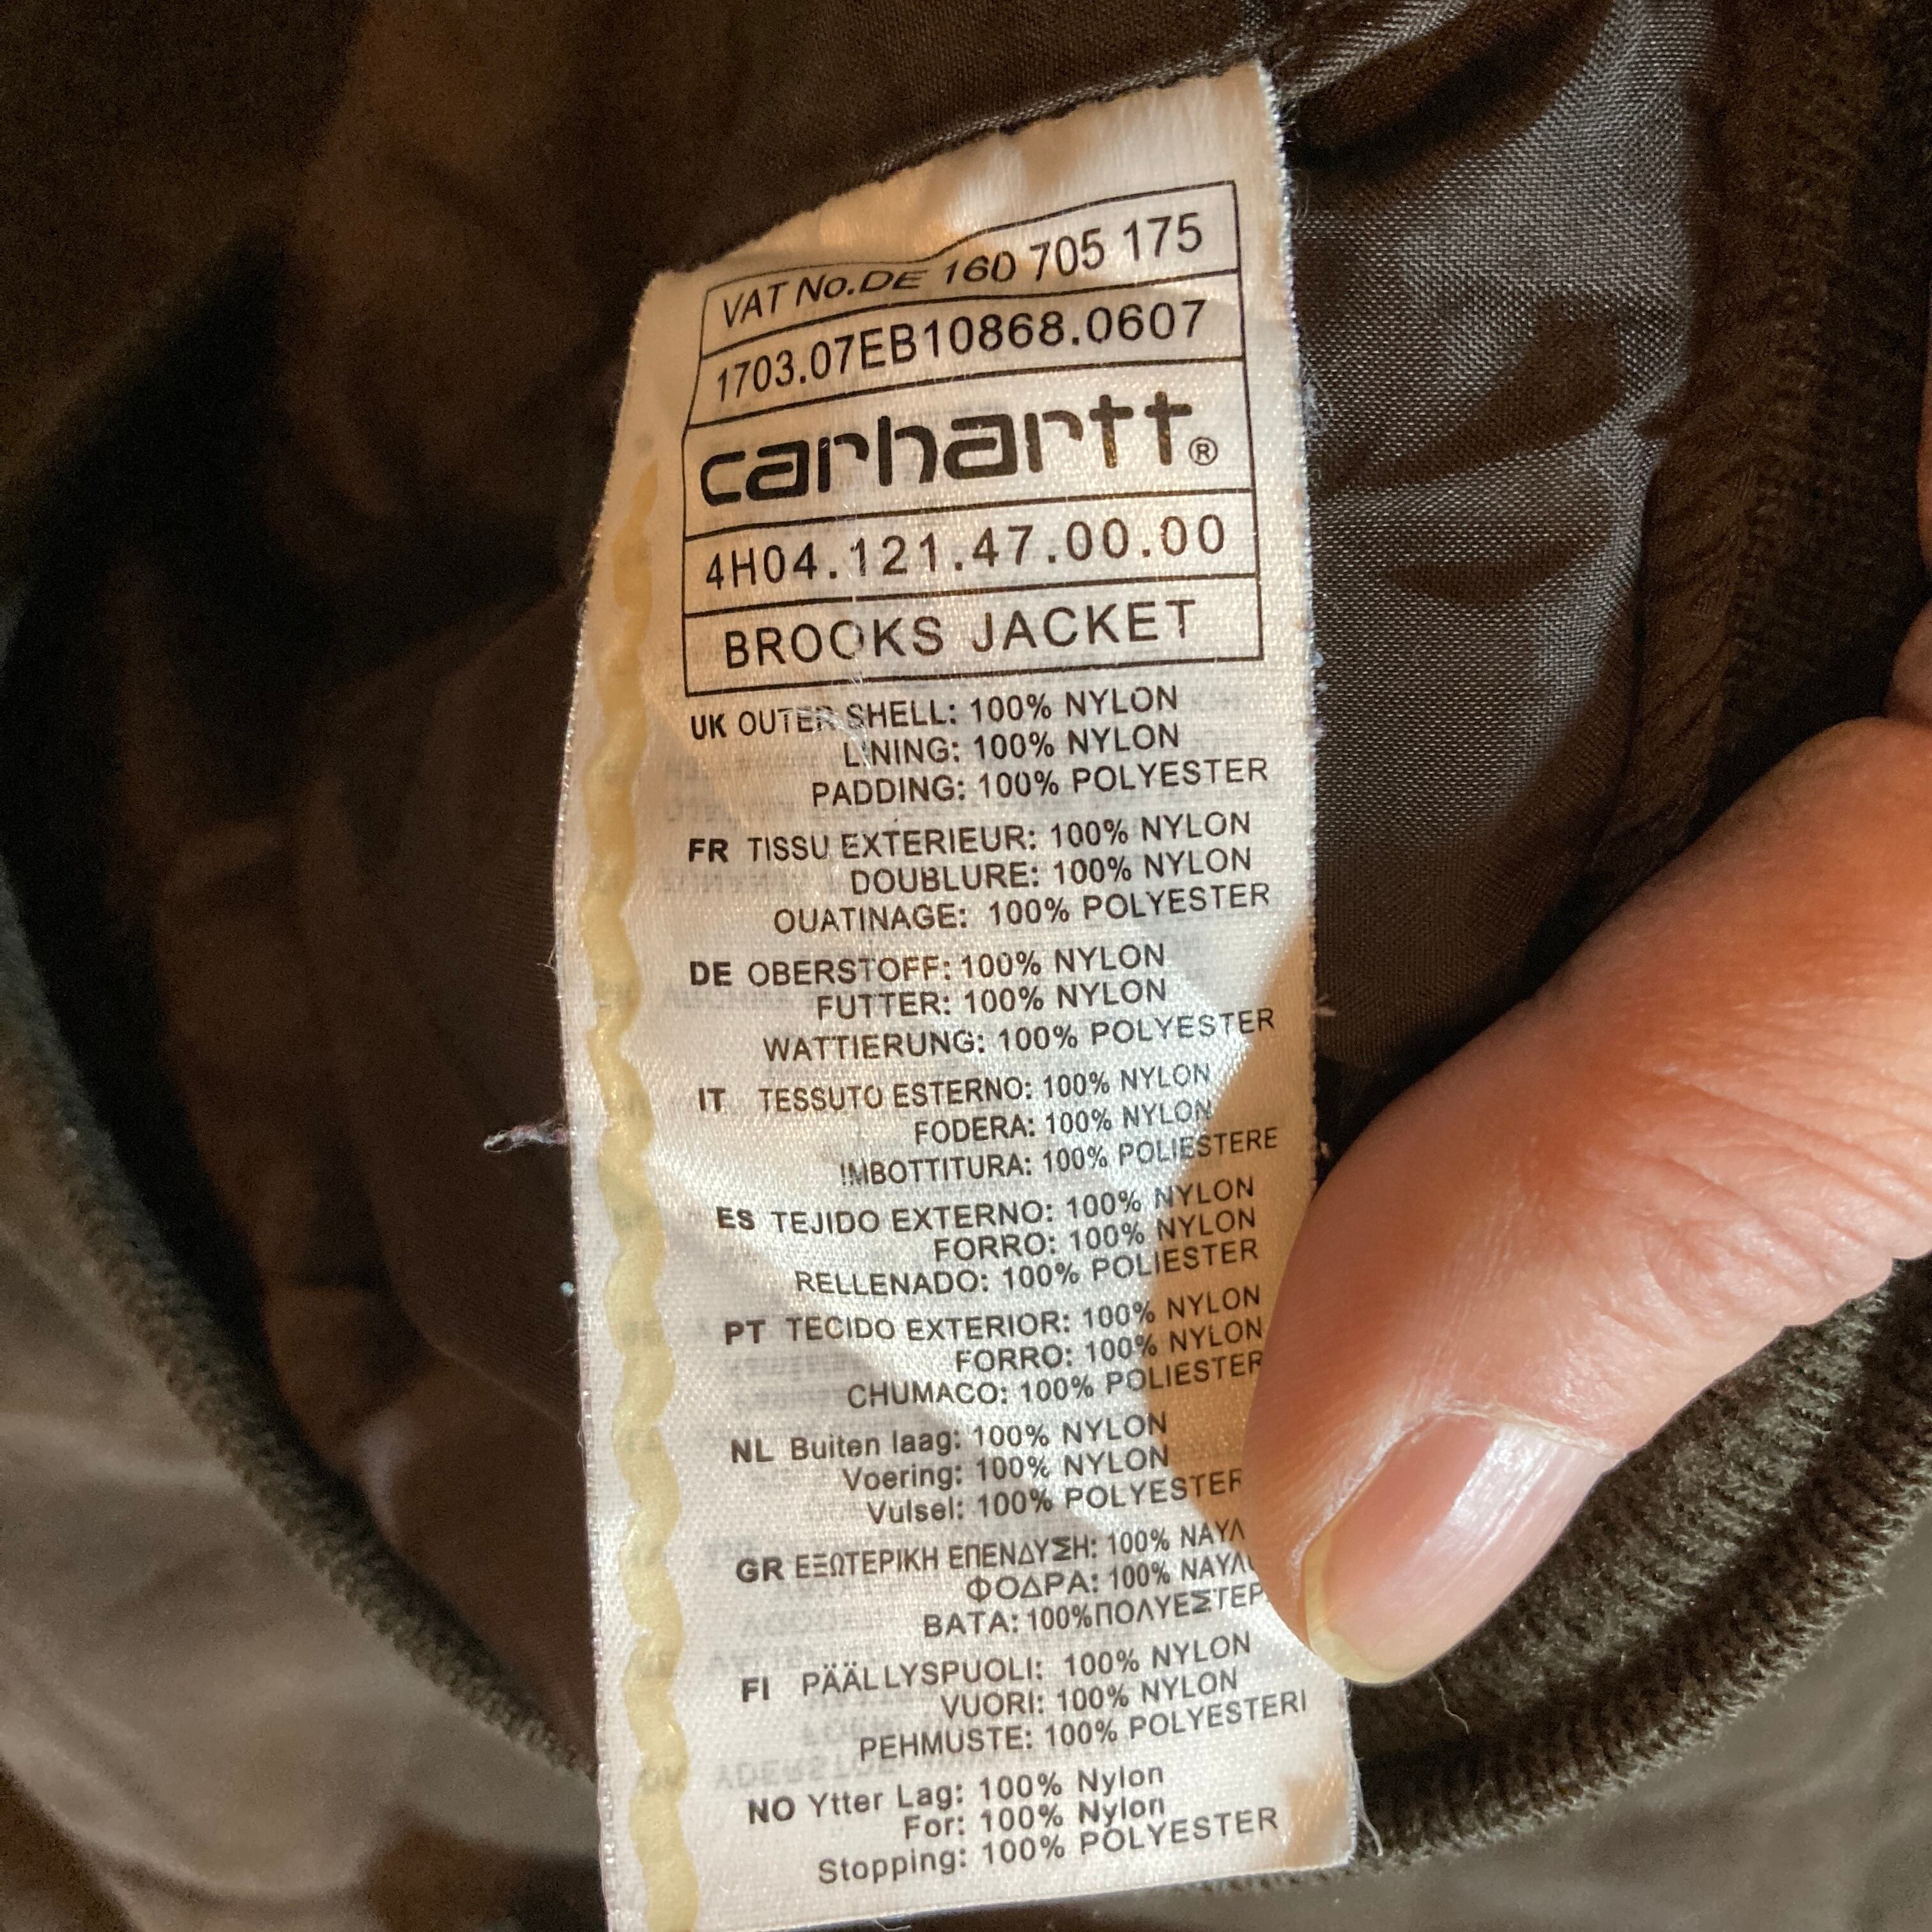 VAT No.DE 160 705 175
1703.07EB10868.0607
carhartt®
4H04.121.47.00.00
BROOKS JACKET
UK OUTER SHELL: 100% NYLON
LINING: 100% NYLON
PADDING: 100% POLYESTER
FR TISSU EXTERIEUR: 100% NYLON
DOUBLURE: 100% NYLON
OUATINAGE: 100% POLYESTER
DE OBERSTOFF: 100% NYLON
FUTTER: 100% NYLON
WATTIERUNG: 100% POLYESTER
IT TESSUTO ESTERNO: 100% NYLON
FODERA: 100% NYLON
IMBOTTITURA: 100% POLIESTERE
ES TEJIDO EXTERNO: 100% NYLON
FORRO: 100% NYLON
RELLENADO: 100% POLIESTER
PT TECIDO EXTERIOR: 100% NYLON
FORRO: 100% NYLON
CHUMACO: 100% POLIESTER
NL Buiten laag: 100% NYLON
Voering: 100% NYLON
Vulsel: 100% POLYESTER
GR ΕΞΩΤΕΡΙΚΗ ΕΠΕΝΔΥΣΗ: 100%
ΦΟΔΡΑ: 100%
ΒΑΤΑ: 100%
FI PÄÄLLYSPUOLI: 100% NYLON
VUORI: 100% NYLON
PEHMUSTE: 100% POLYESTERI
NO Ytter Lag: 100% Nylon
For: 100% Nylon
Stopping: 100% POLYESTER